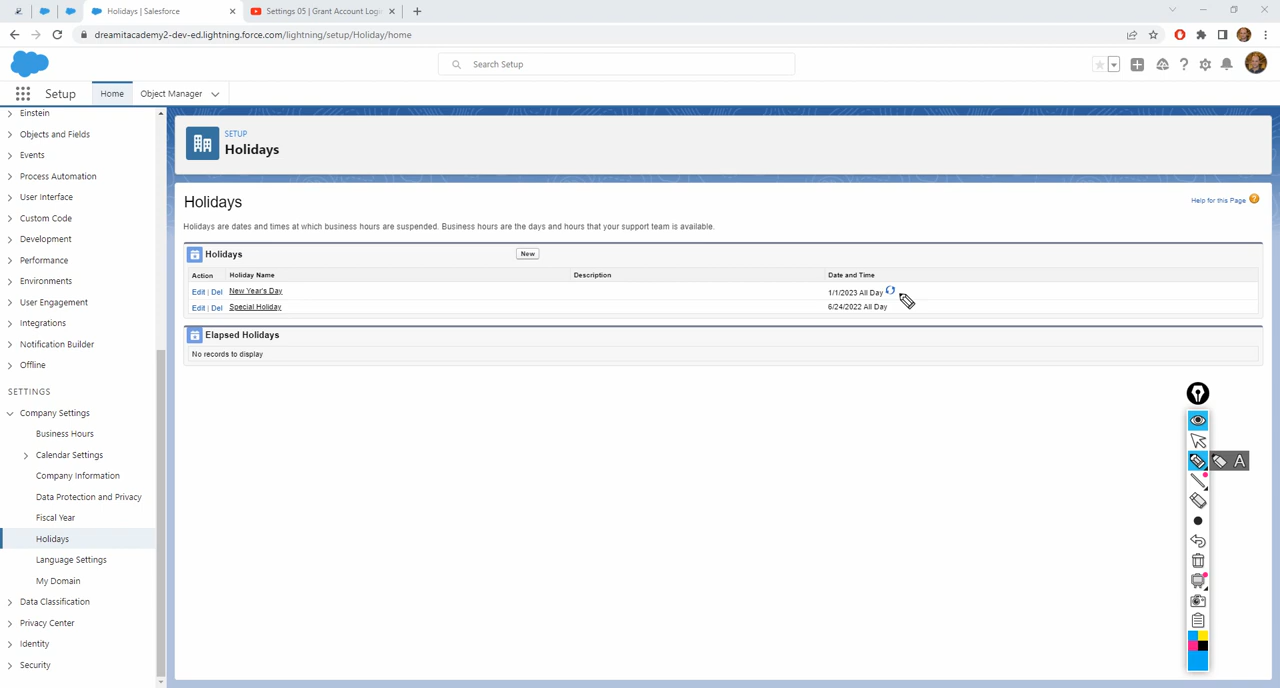 Holidays | Salesforce
Settings 05 | Grant Account Logi
dreamitacademy2-dev-ed.lightning.force.com/lightning/setup/Holiday/home
Search Setup
Setup
Home
Object Manager
Einstein
Objects and Fields
Events
Process Automation
User Interface
Custom Code
Development
Performance
Environments
User Engagement
Integrations
Notification Builder
Offline
SETTINGS
Company Settings
Business Hours
Calendar Settings
Company Information
Data Protection and Privacy
Fiscal Year
Holidays
Language Settings
My Domain
Data Classification
Privacy Center
Identity
Security
SETUP
Holidays
Holidays
Help for this Page
Holidays are dates and times at which business hours are suspended. Business hours are the days and hours that your support team is available.
Holidays
New
Action Holiday Name Description Date and Time
Edit | Del New Year's Day 1/1/2023 All Day
Edit | Del Special Holiday 6/24/2022 All Day
Elapsed Holidays
No records to display
A